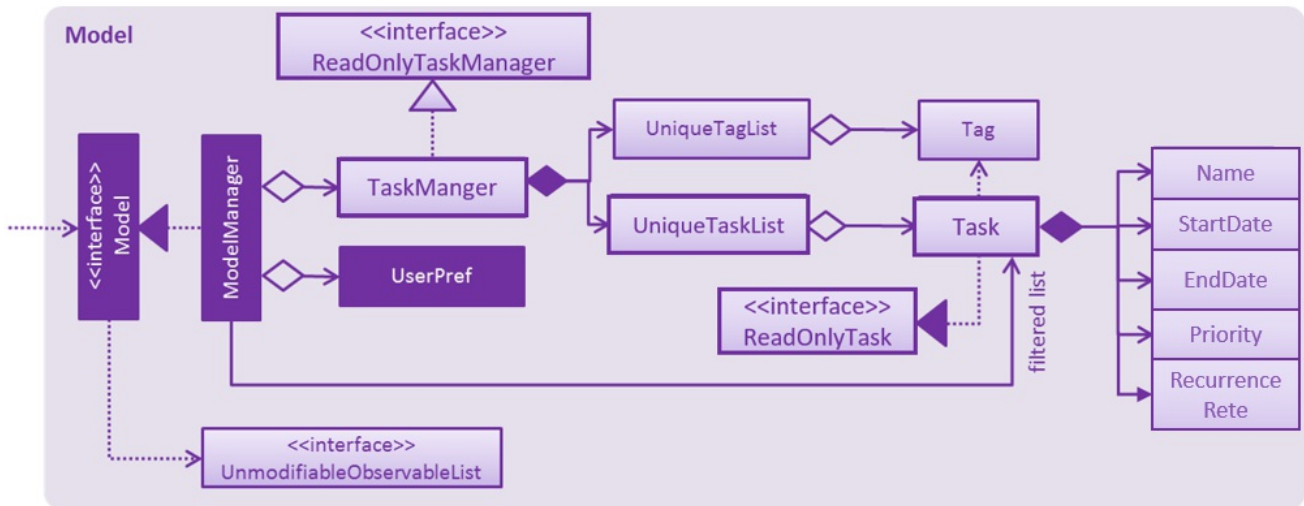 Model
<<interface>>
ReadOnlyTaskManager
<<interface>>
Model
ModelManager
TaskManger
UserPref
UniqueTagList
UniqueTaskList
Tag
Task
<<interface>>
ReadOnlyTask
filtered list
Name
StartDate
EndDate
Priority
Recurrence
Rete
<<interface>>
UnmodifiableObservableList